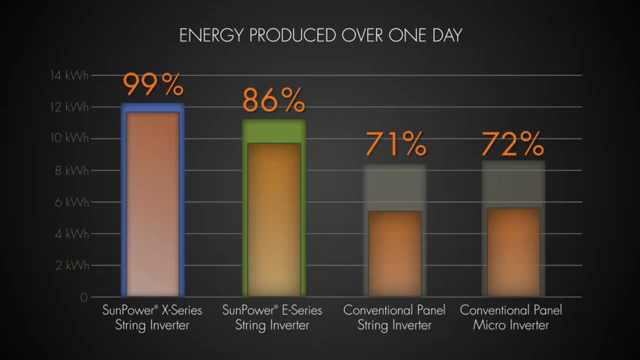 ENERGY PRODUCED OVER ONE DAY
14 kWh
12 kWh
10 kWh
8 kWh
6 kWh
4 kWh
2 kWh
0
99%
86%
71%
72%
SunPower® X-Series
String Inverter
SunPower® E-Series
String Inverter
Conventional Panel
String Inverter
Conventional Panel
Micro Inverter